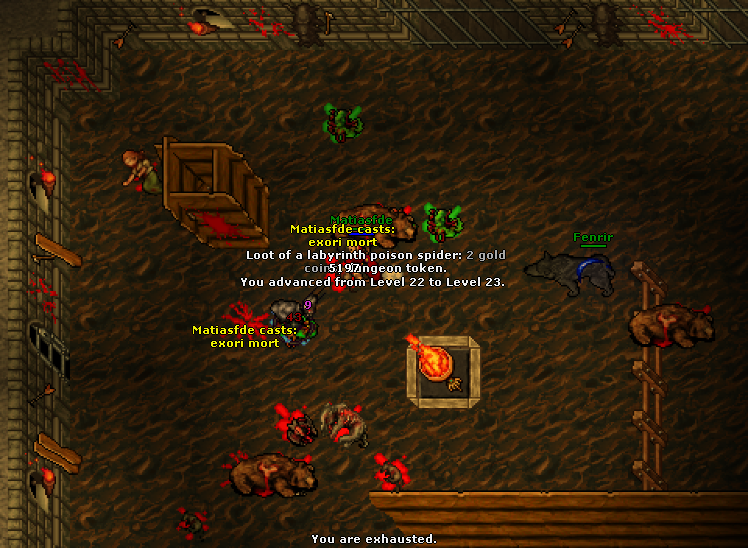 Matiasfde
Matiasfde casts:
exori mort
Fenrir
Loot of a labyrinth poison spider: 2 gold
dungeon token.
You advanced from Level 22 to Level 23.
Matiasfde casts:
exori mort
You are exhausted.